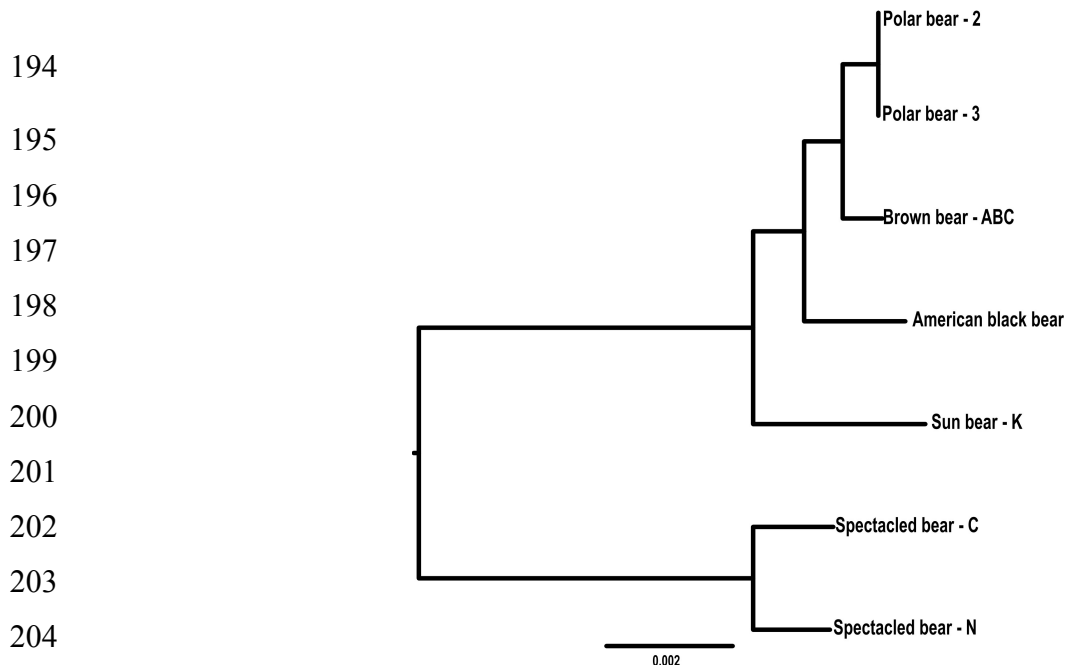 Polar bear - 2
194
Polar bear - 3
195
196
Brown bear - ABC
197
198
American black bear
199
200
Sun bear - K
201
202
Spectacled bear - C
203
Spectacled bear - N
204
0.002